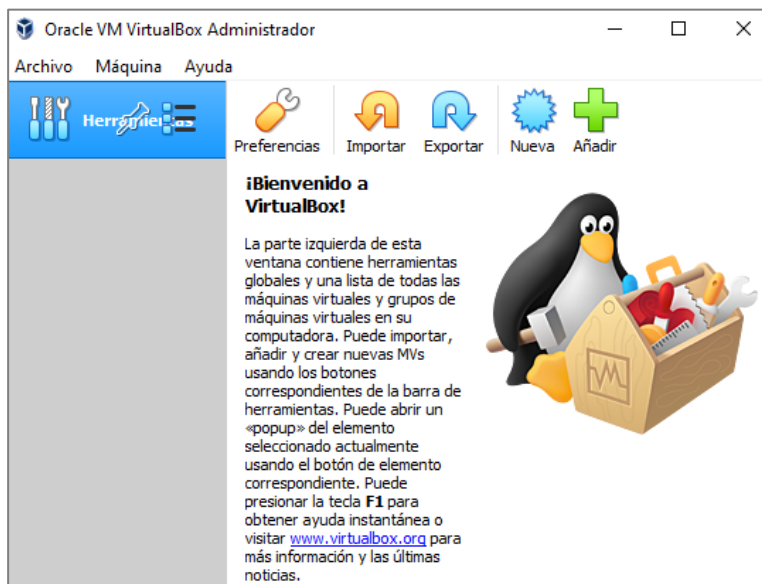 Oracle VM VirtualBox Administrador
Archivo Máquina Ayuda
Herramientas
Preferencias Importar Exportar Nueva Añadir
¡Bienvenido a
VirtualBox!
La parte izquierda de esta
ventana contiene herramientas
globales y una lista de todas las
máquinas virtuales y grupos de
máquinas virtuales en su
computadora. Puede importar,
añadir y crear nuevas MVs
usando los botones
correspondientes de la barra de
herramientas. Puede abrir un
«popup» del elemento
seleccionado actualmente
usando el botón de elemento
correspondiente. Puede
presionar la tecla F1 para
obtener ayuda instantánea o
visitar www.virtualbox.org para
más información y las últimas
noticias.